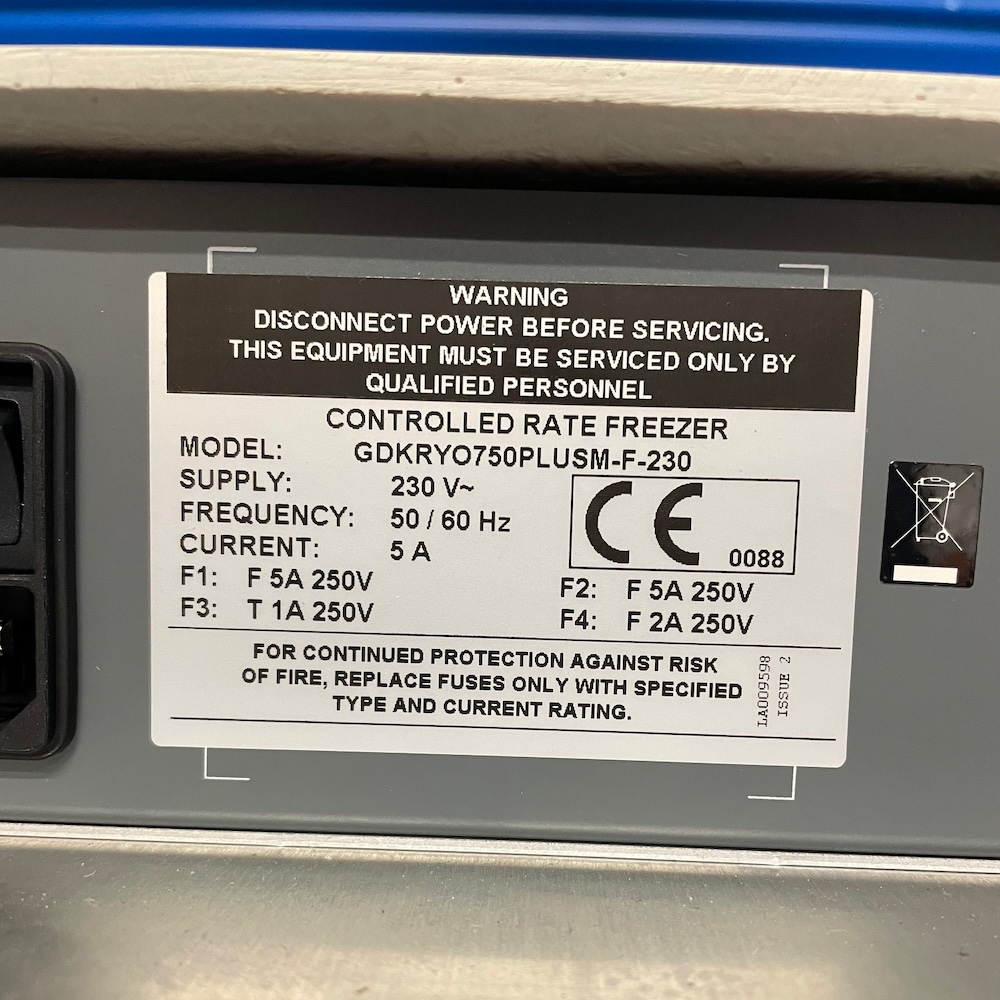 WARNING
DISCONNECT POWER BEFORE SERVICING.
THIS EQUIPMENT MUST BE SERVICED ONLY BY
QUALIFIED PERSONNEL
CONTROLLED RATE FREEZER
MODEL: GDKRYO750PLUSM-F-230
SUPPLY: 230 V~
FREQUENCY: 50 / 60 Hz
CURRENT: 5 A
CE 0088
F1: F 5A 250V F2: F 5A 250V
F3: T 1A 250V F4: F 2A 250V
FOR CONTINUED PROTECTION AGAINST RISK
OF FIRE, REPLACE FUSES ONLY WITH SPECIFIED
TYPE AND CURRENT RATING.
LA009598
ISSUE 2